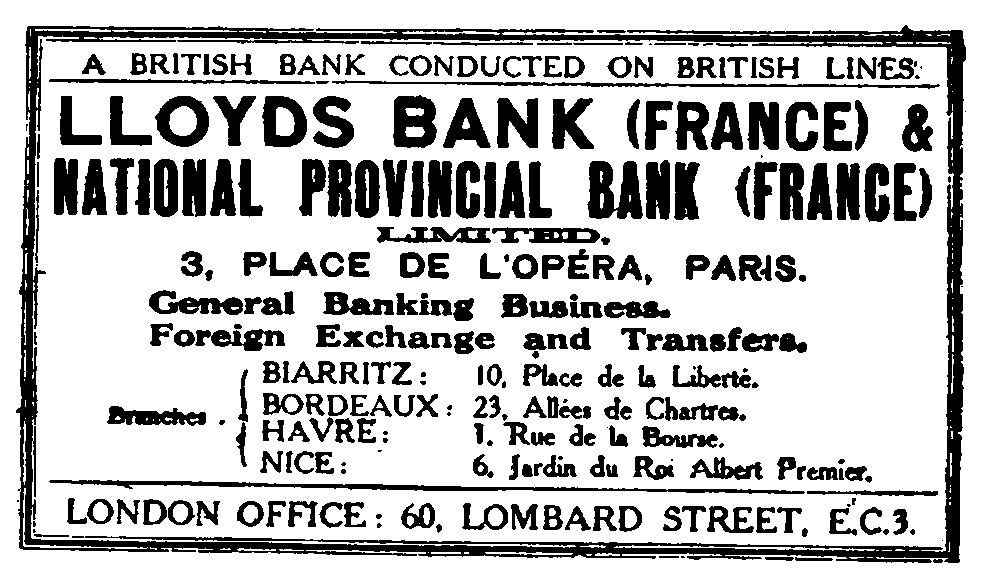 A BRITISH BANK CONDUCTED ON BRITISH LINES.
LLOYDS BANK (FRANCE) &
NATIONAL PROVINCIAL BANK (FRANCE)
LIMITED.
3, PLACE DE L'OPÉRA, PARIS.
General Banking Business.
Foreign Exchange and Transfers.
Branches.
BIARRITZ: 10, Place de la Liberté.
BORDEAUX: 23, Allées de Chartres.
HAVRE: 1, Rue de la Bourse.
NICE: 6, Jardin du Roi Albert Premier.
LONDON OFFICE: 60, LOMBARD STREET, E.C.3.